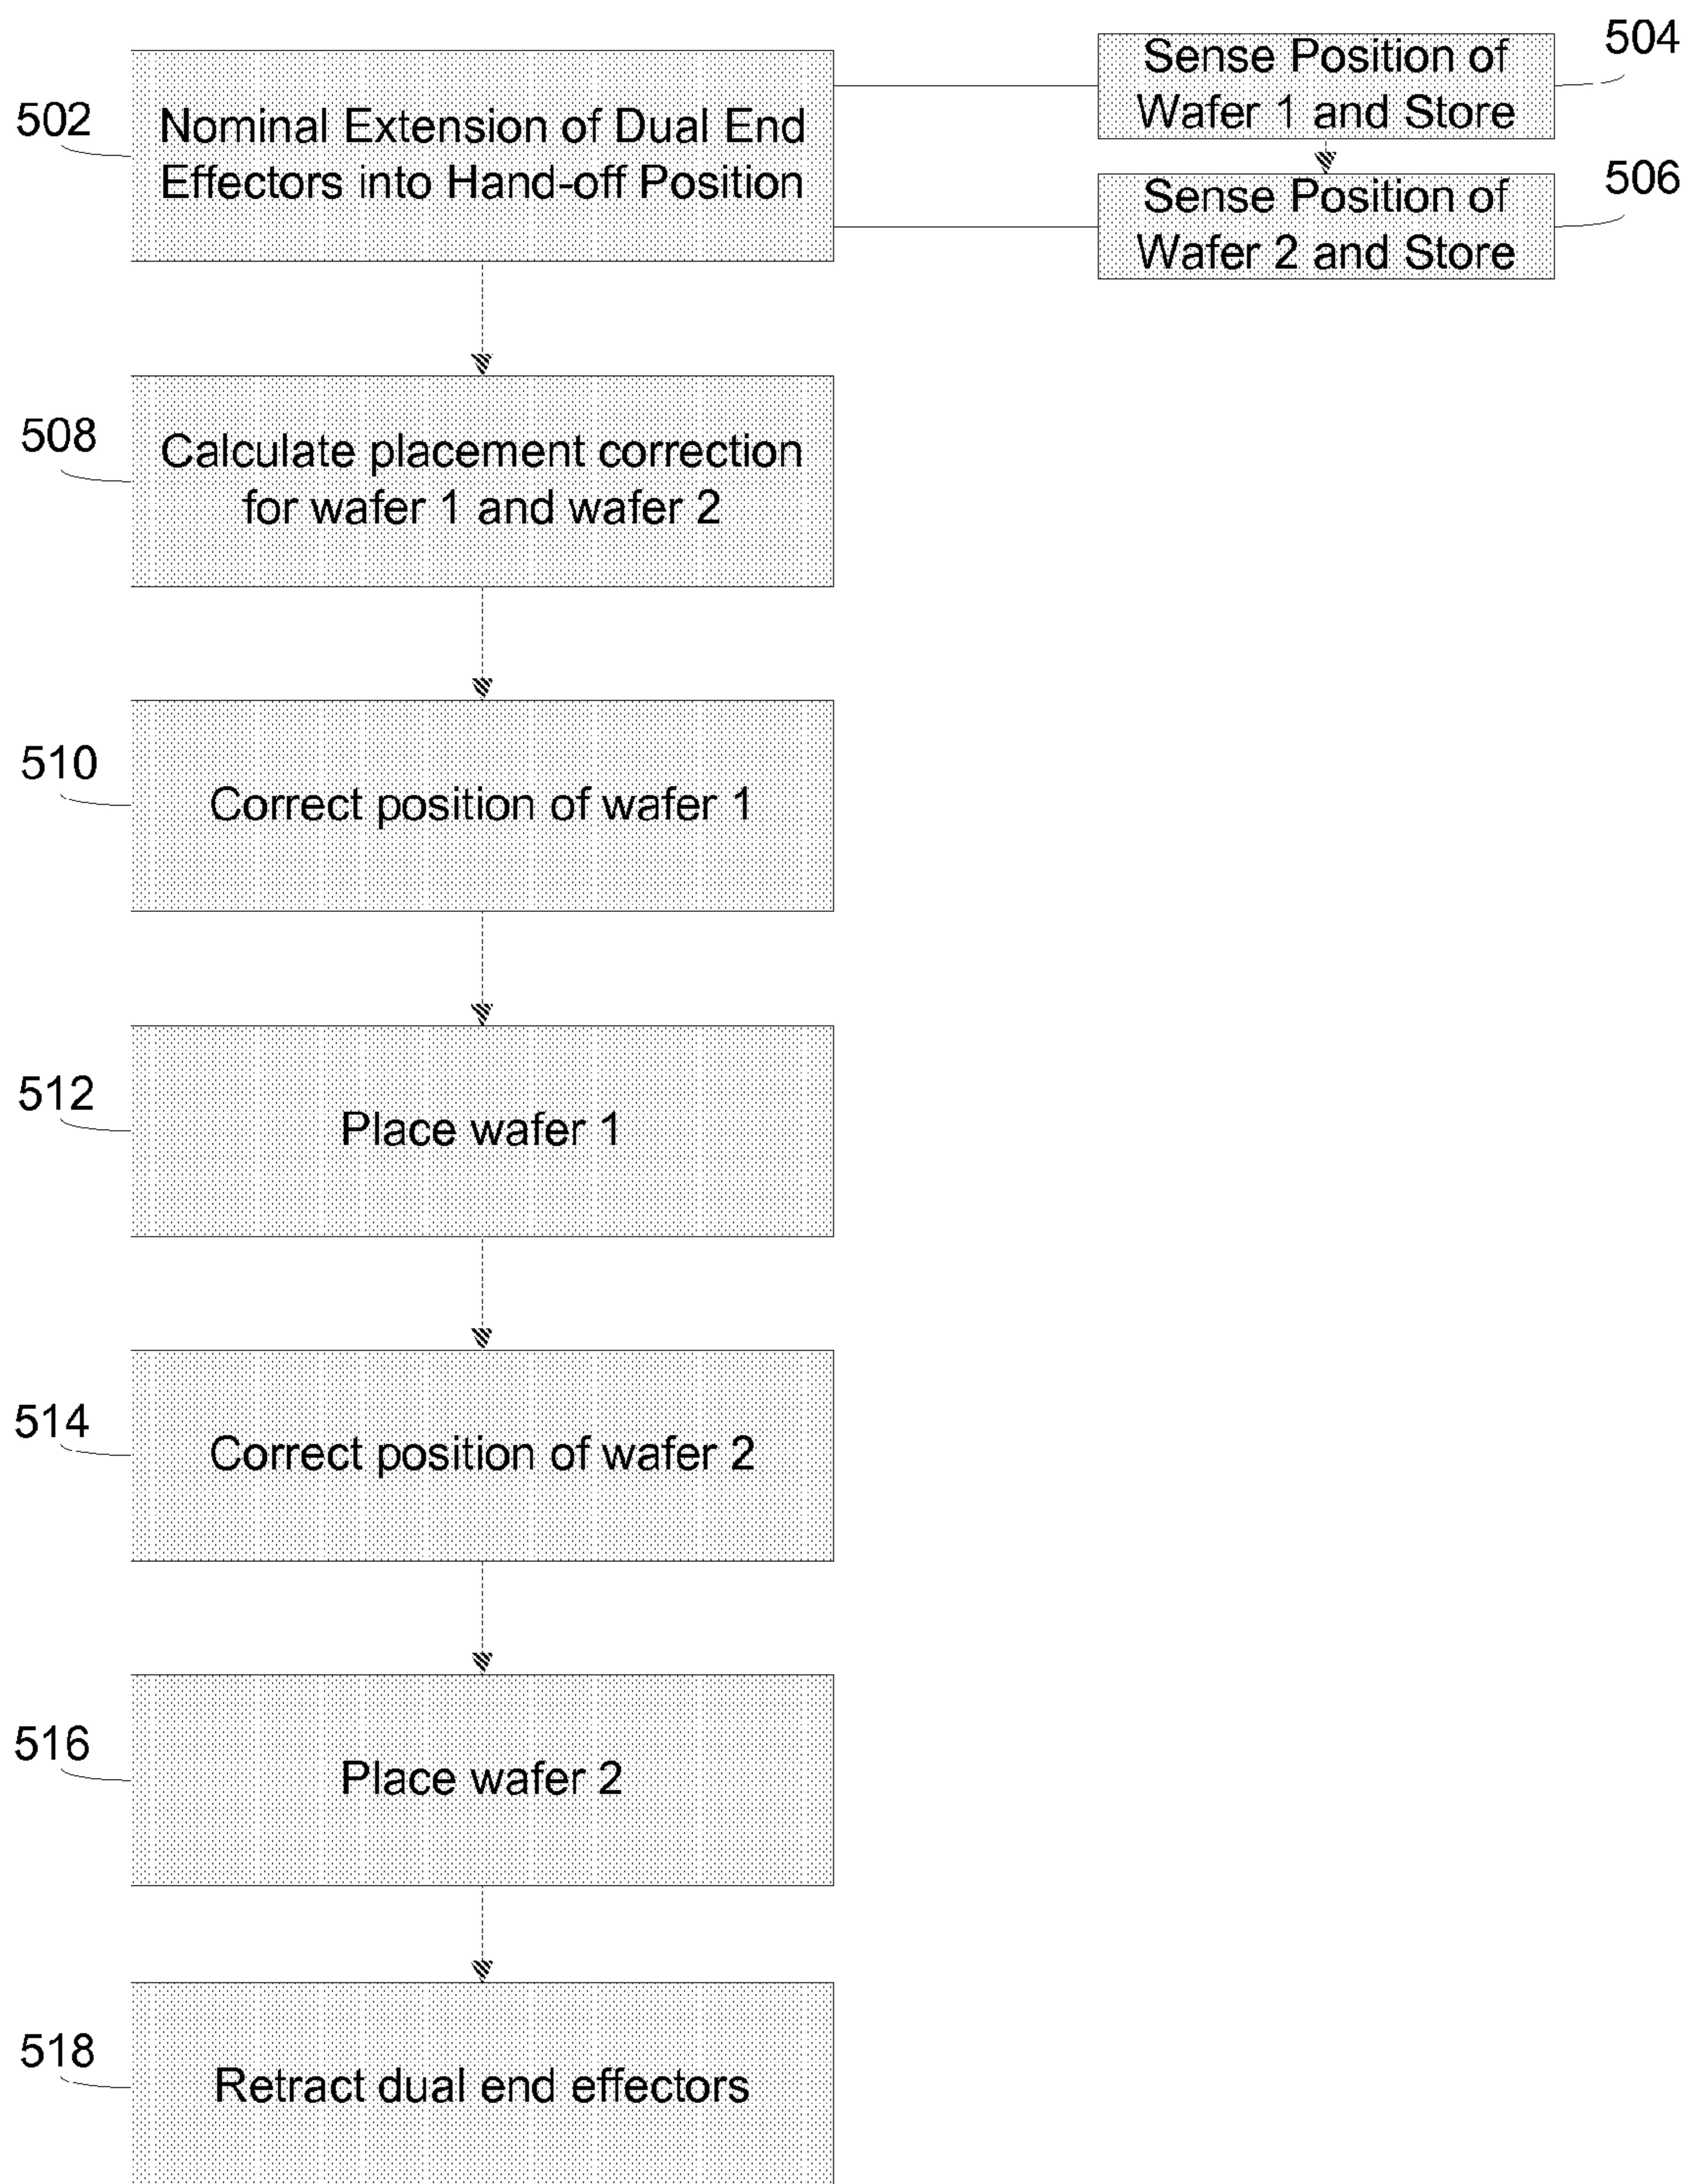 502
Nominal Extension of Dual End
Effectors into Hand-off Position
504
Sense Position of
Wafer 1 and Store
506
Sense Position of
Wafer 2 and Store
508
Calculate placement correction
for wafer 1 and wafer 2
510
Correct position of wafer 1
512
Place wafer 1
514
Correct position of wafer 2
516
Place wafer 2
518
Retract dual end effectors